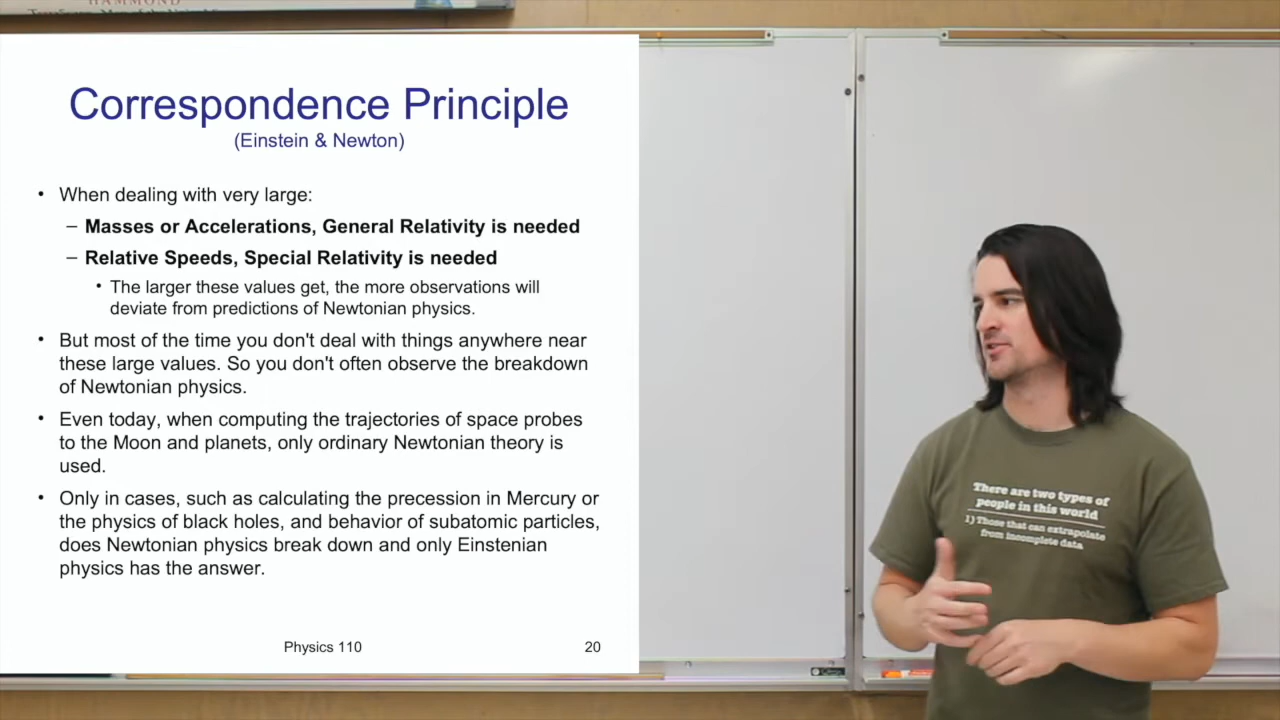 HAMMOND
Correspondence Principle
(Einstein & Newton)
• When dealing with very large:
– Masses or Accelerations, General Relativity is needed
– Relative Speeds, Special Relativity is needed
• The larger these values get, the more observations will
deviate from predictions of Newtonian physics.
• But most of the time you don't deal with things anywhere near
these large values. So you don't often observe the breakdown
of Newtonian physics.
• Even today, when computing the trajectories of space probes
to the Moon and planets, only ordinary Newtonian theory is
used.
• Only in cases, such as calculating the precession in Mercury or
the physics of black holes, and behavior of subatomic particles,
does Newtonian physics break down and only Einstenian
physics has the answer.
Physics 110
20
There are two types of
people in this world
1) Those that can extrapolate
from incomplete data